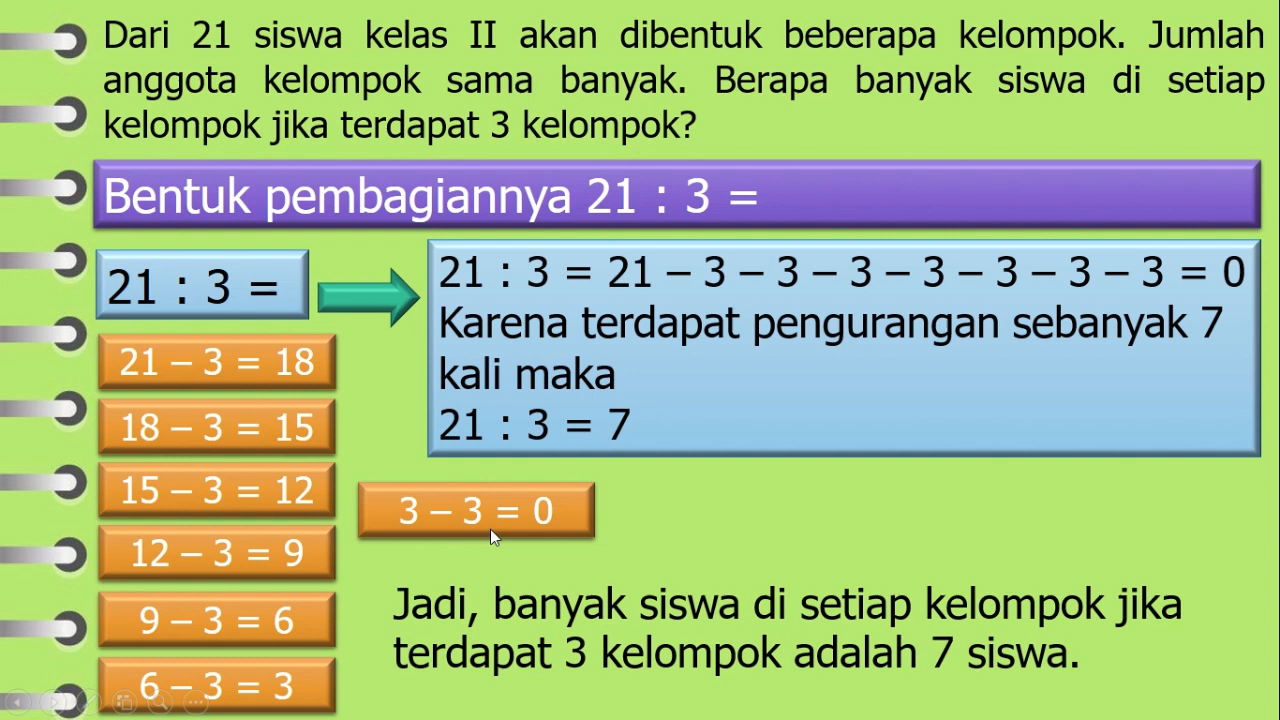 Dari 21 siswa kelas II akan dibentuk beberapa kelompok. Jumlah
anggota kelompok sama banyak. Berapa banyak siswa di setiap
kelompok jika terdapat 3 kelompok?
Bentuk pembagiannya 21 : 3 =
21 : 3 =
21 : 3 = 21 – 3 – 3 – 3 – 3 – 3 – 3 – 3 = 0
Karena terdapat pengurangan sebanyak 7
kali maka
21 : 3 = 7
21 – 3 = 18
18 – 3 = 15
15 – 3 = 12
12 – 3 = 9
9 – 3 = 6
6 – 3 = 3
3 – 3 = 0
Jadi, banyak siswa di setiap kelompok jika
terdapat 3 kelompok adalah 7 siswa.